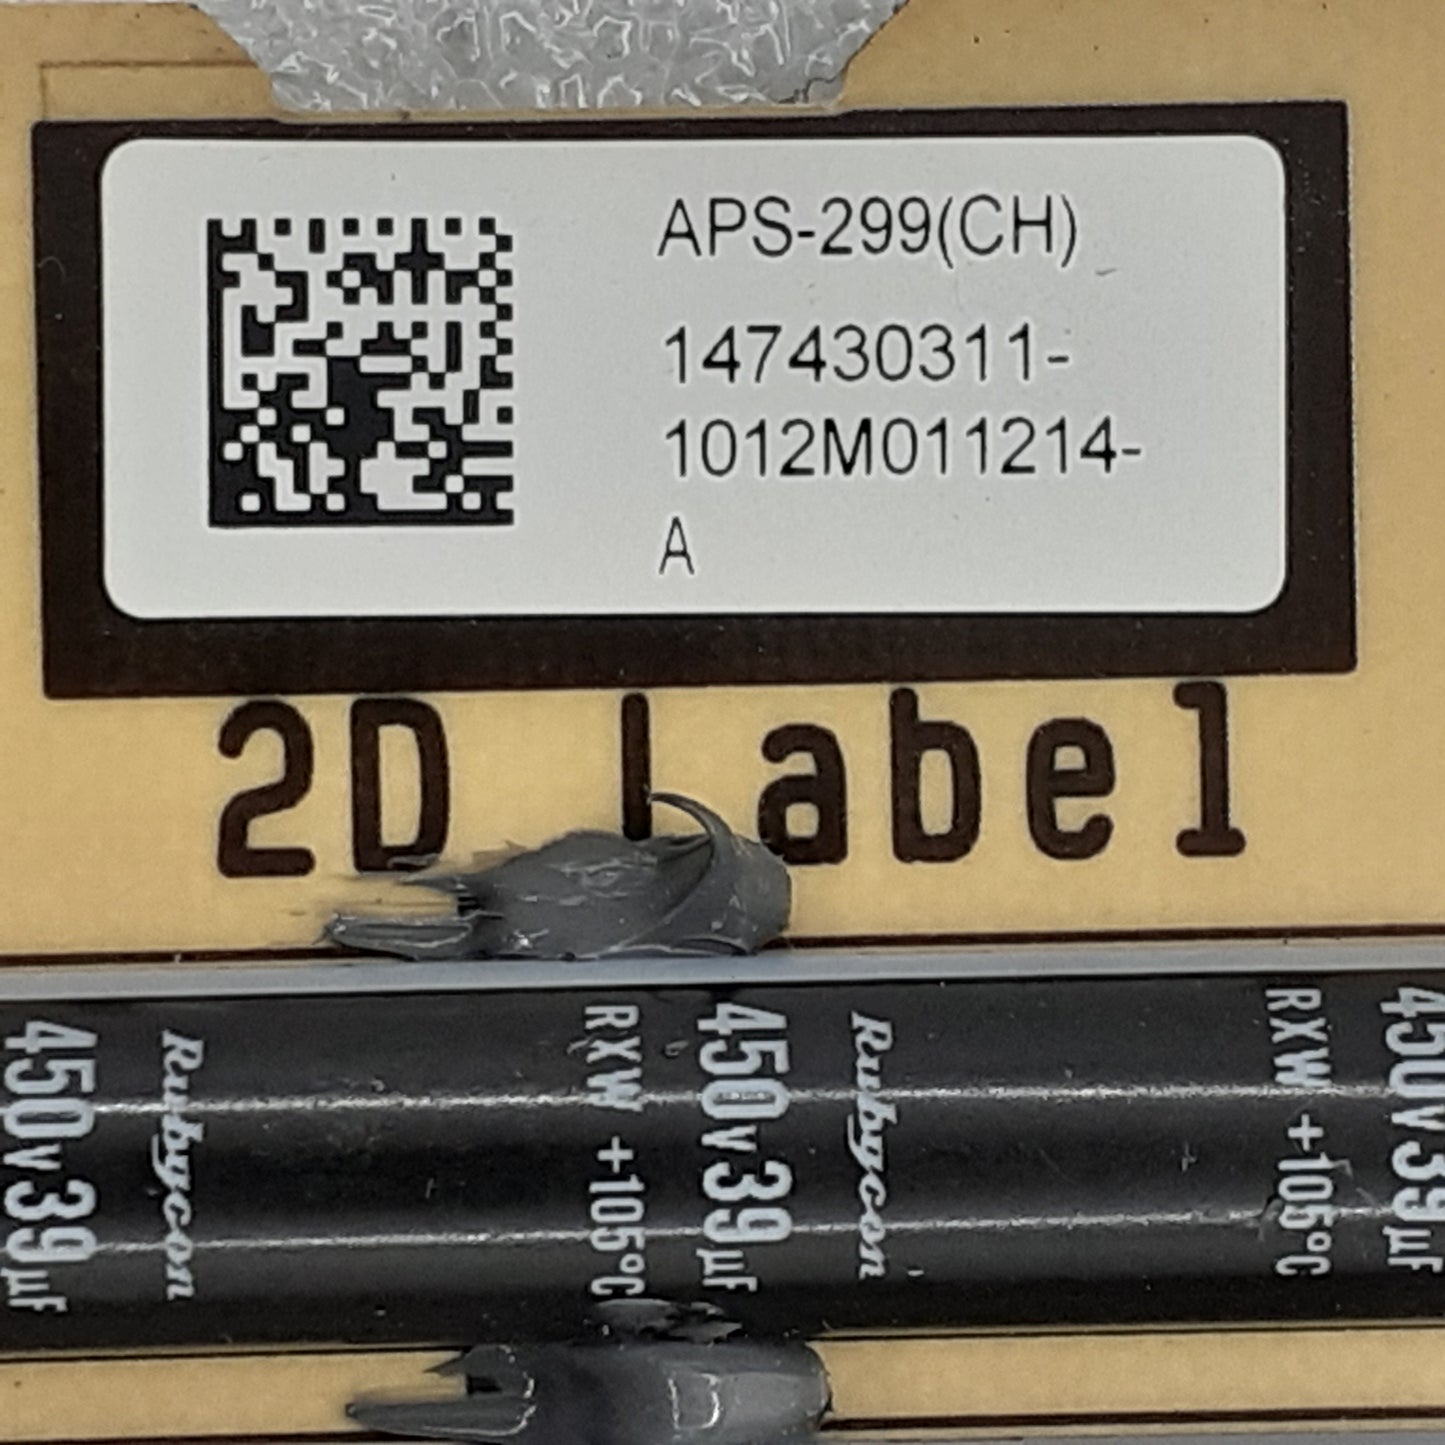 APS-299(CH)
147430311-
1012M011214-
A
2D Label
450V39µF
Rubycon
RXW +105°C
450V39µF
Rubycon
RXW +105°C
450V39µF